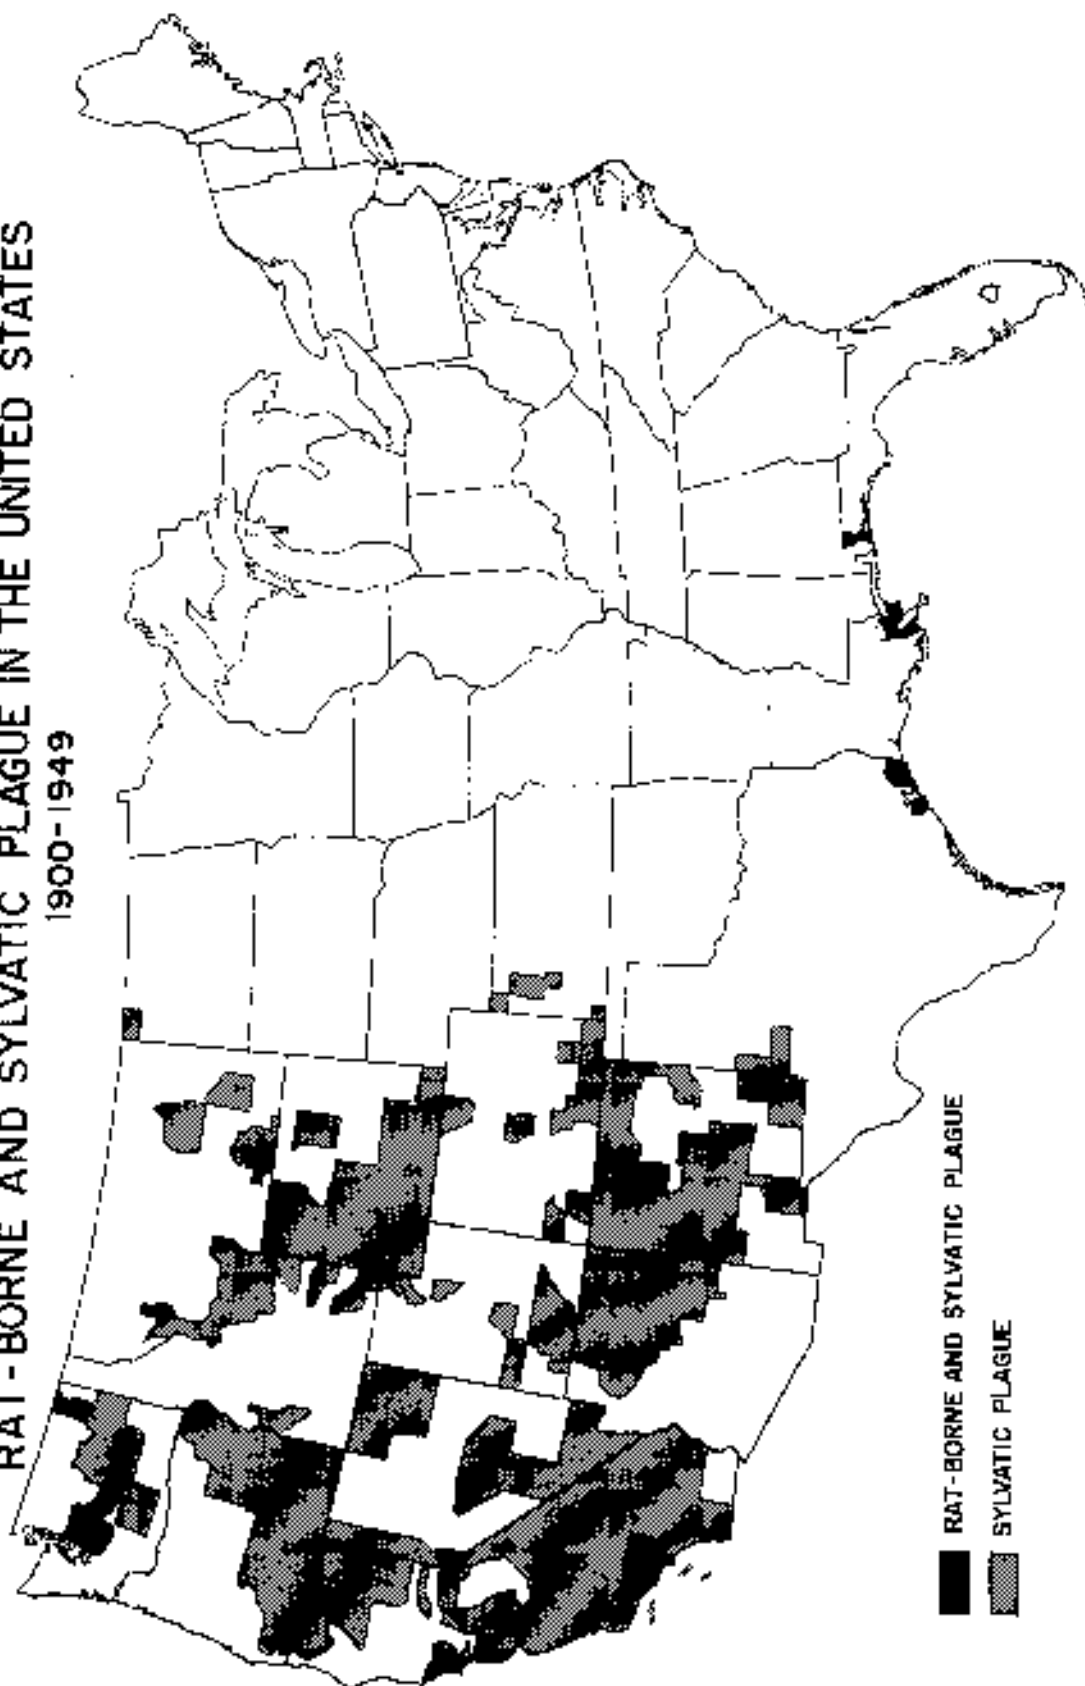 RAT-BORNE AND SYLVATIC PLAGUE IN THE UNITED STATES
1900-1949
RAT-BORNE AND SYLVATIC PLAGUE
SYLVATIC PLAGUE